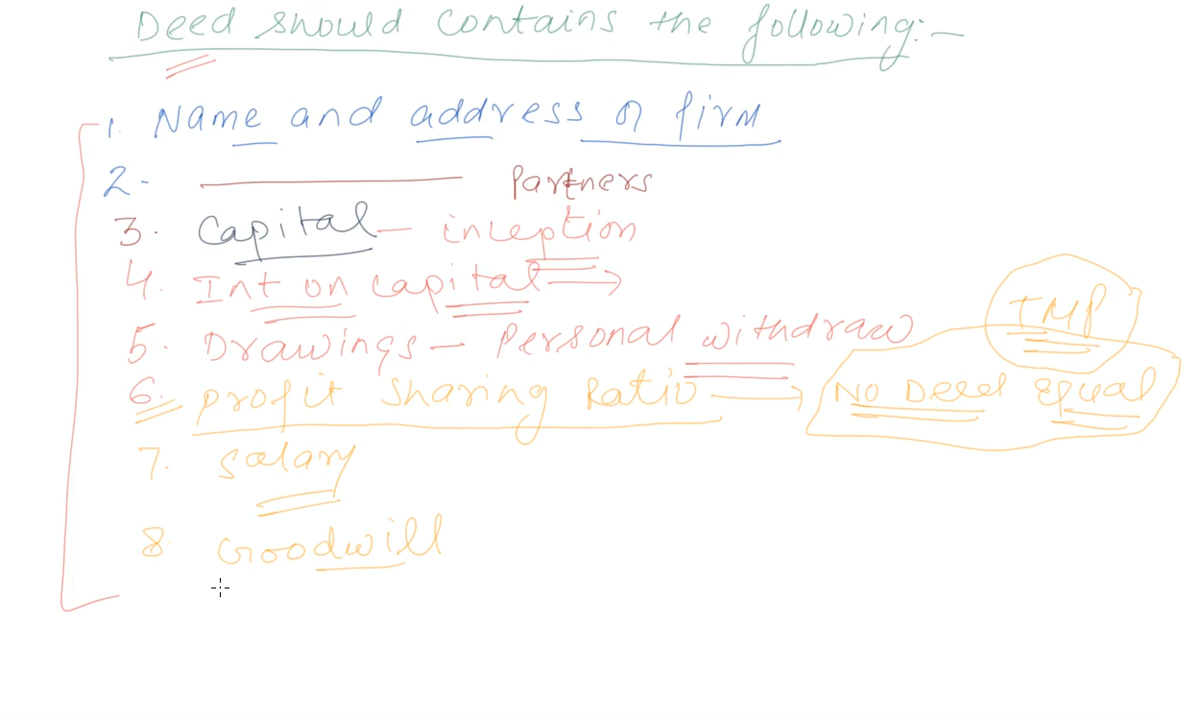 Deed should contains the following:-
1. Name and address of firm
2- ———— Partners
3. Capital - inception
4. Int on capital →
5. Drawings - Personal withdraw
IMP
6. Profit Sharing Ratio → No Deed Equal
7. Salary
8. Goodwill